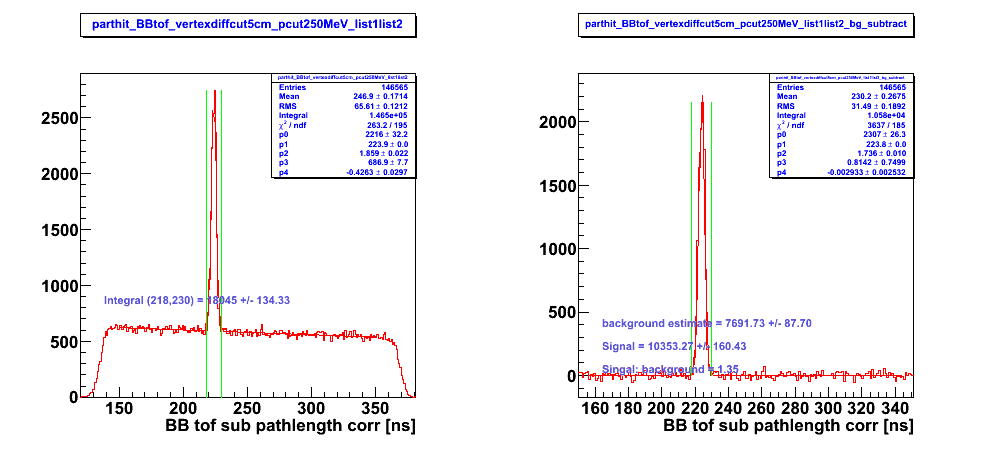 parthit_BBtof_vertexdiffcut5cm_pcut250MeV_list1list2
parthit_BBtof_vertexdiffcut5cm_pcut250MeV_list1list2
Entries 146565
Mean 246.9 ± 0.1714
RMS 65.61 ± 0.1212
Integral 1.465e+05
χ² / ndf 263.2 / 195
p0 2216 ± 32.2
p1 223.9 ± 0.0
p2 1.859 ± 0.022
p3 686.9 ± 7.7
p4 -0.4263 ± 0.0297
2500
2000
1500
1000
500
0
Integral (218,230) = 18045 +/- 134.33
150 200 250 300 350
BB tof sub pathlength corr [ns]
parthit_BBtof_vertexdiffcut5cm_pcut250MeV_list1list2_bg_subtract
parthit_BBtof_vertexdiffcut5cm_pcut250MeV_list1list2_bg_subtract
Entries 146565
Mean 230.2 ± 0.2675
RMS 31.49 ± 0.1892
Integral 1.058e+04
χ² / ndf 3637 / 185
p0 2307 ± 26.3
p1 223.8 ± 0.0
p2 1.736 ± 0.010
p3 0.8142 ± 0.7499
p4 -0.002933 ± 0.002532
2000
1500
1000
500
0
background estimate = 7691.73 +/- 87.70
Signal = 10353.27 +/- 160.43
Singal: background = 1.35
160 180 200 220 240 260 280 300 320 340
BB tof sub pathlength corr [ns]